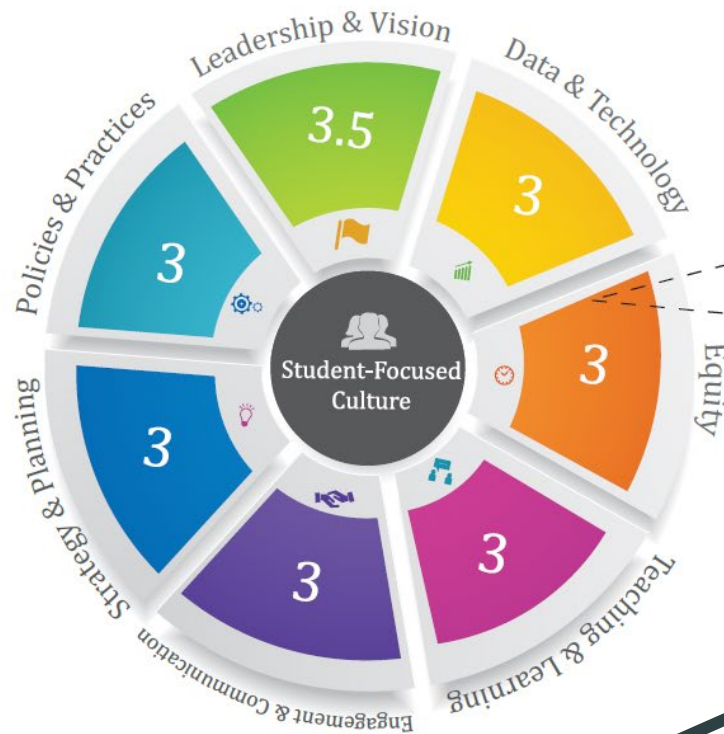 Leadership & Vision
3.5
Data & Technology
3
Equity
3
Teaching & Learning
3
Engagement & Communication
3
Strategy & Planning
3
Policies & Practices
3
Student-Focused
Culture